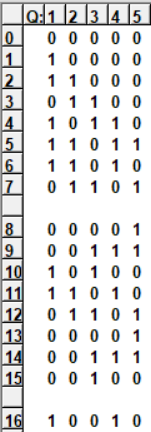 Q: 1 2 3 4 5
0 0 0 0 0 0
1 1 0 0 0 0
2 1 1 0 0 0
3 0 1 1 0 0
4 1 0 1 1 0
5 1 1 0 1 1
6 1 1 0 1 0
7 0 1 1 0 1
8 0 0 0 0 1
9 0 0 1 1 1
10 1 0 1 0 0
11 1 1 0 1 0
12 0 1 1 0 1
13 0 0 0 0 1
14 0 0 1 1 1
15 0 0 1 0 0
16 1 0 0 1 0